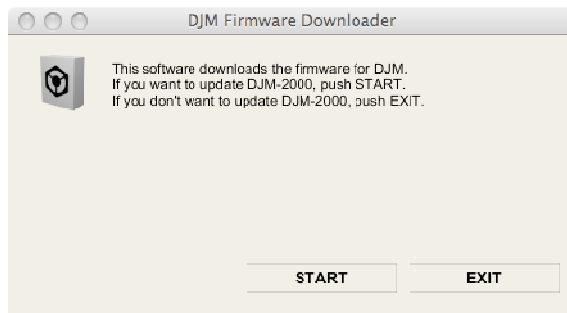 DJM Firmware Downloader
This software downloads the firmware for DJM.
If you want to update DJM-2000, push START.
If you don't want to update DJM-2000, push EXIT.
START
EXIT